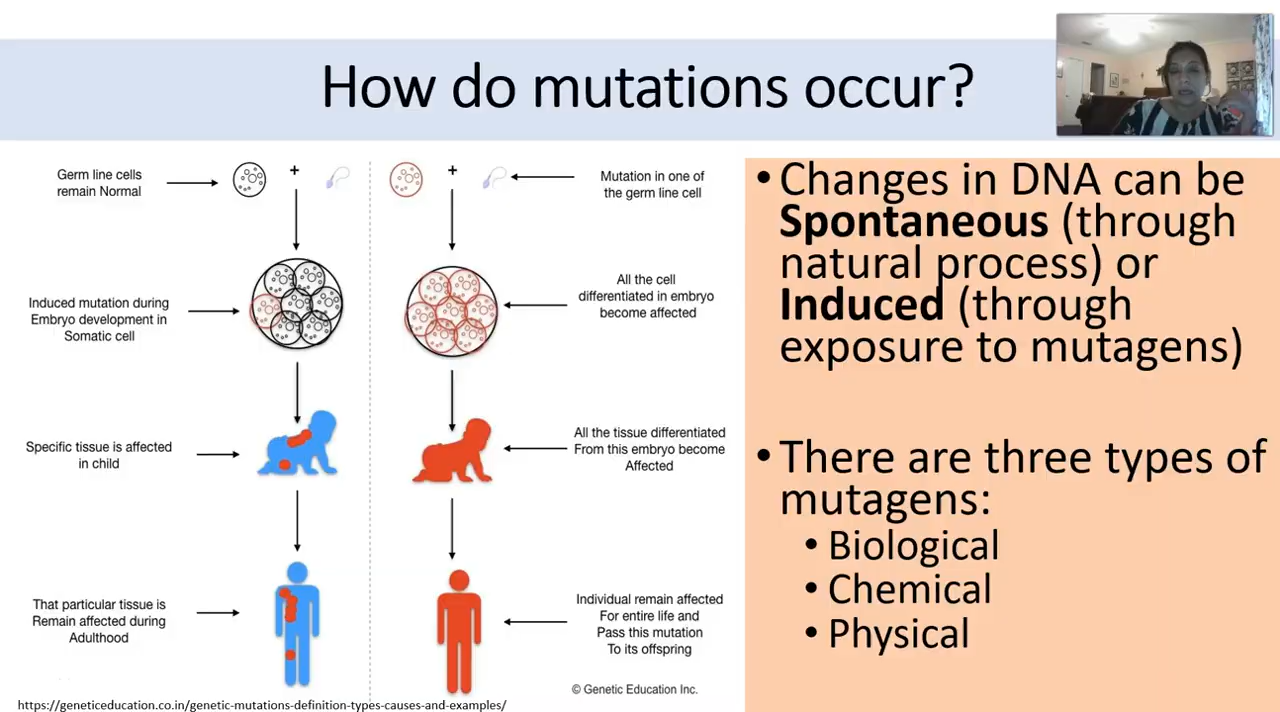 How do mutations occur?
Germ line cells
remain Normal
+
+
Mutation in one of
the germ line cell
Induced mutation during
Embryo development in
Somatic cell
All the cell
differentiated in embryo
become affected
Specific tissue is affected
in child
All the tissue differentiated
From this embryo become
Affected
That particular tissue is
Remain affected during
Adulthood
Individual remain affected
For entire life and
Pass this mutation
To its offspring
© Genetic Education Inc.
https://geneticeducation.co.in/genetic-mutations-definition-types-causes-and-examples/
• Changes in DNA can be
Spontaneous (through
natural process) or
Induced (through
exposure to mutagens)
• There are three types of
mutagens:
• Biological
• Chemical
• Physical